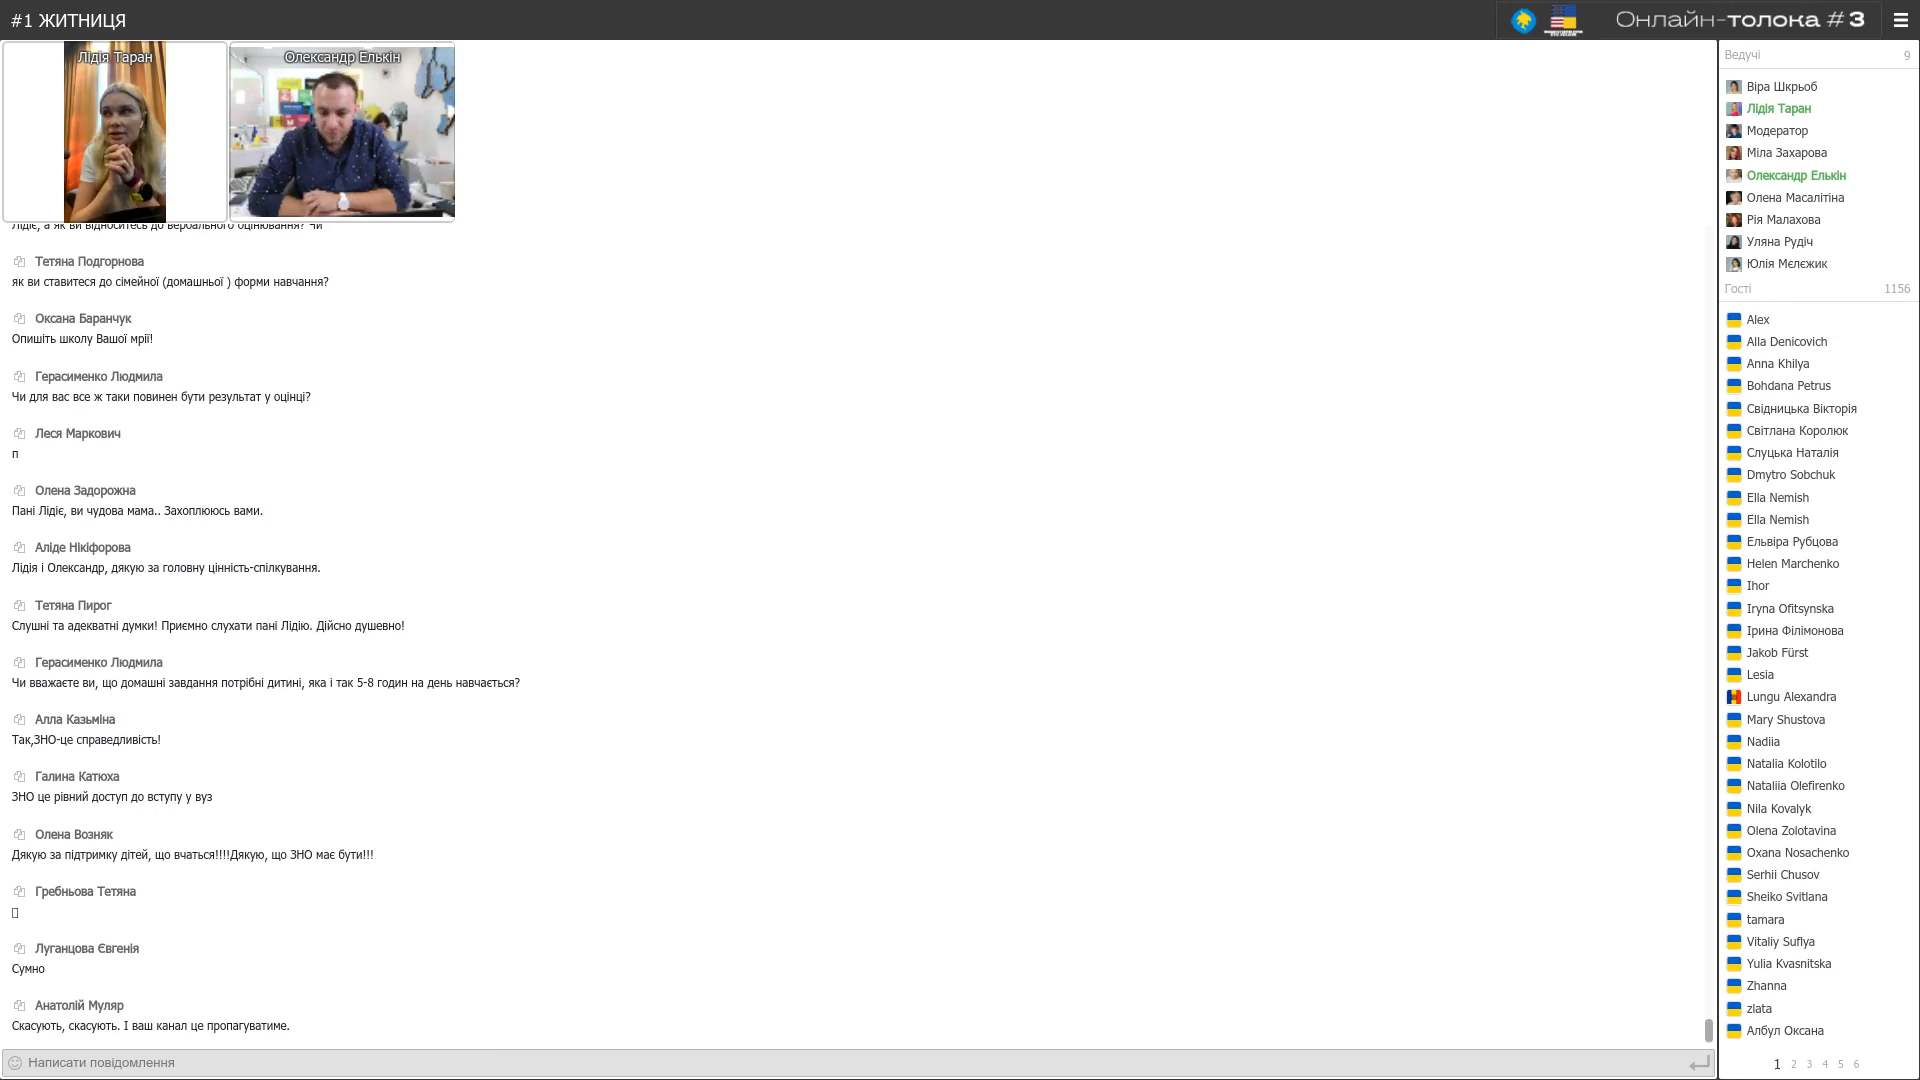 #1 ЖИТНИЦЯ
Онлайн-толока #3
Лідія Таран
Олександр Елькін
Лідіє, а як ви відноситесь до вербального оцінювання? Чи
Тетяна Подгорнова
як ви ставитеся до сімейної (домашньої ) форми навчання?
Оксана Баранчук
Опишіть школу Вашої мрії!
Герасименко Людмила
Чи для вас все ж таки повинен бути результат у оцінці?
Леся Маркович
п
Олена Задорожна
Пані Лідіє, ви чудова мама.. Захоплююсь вами.
Аліде Нікіфорова
Лідія і Олександр, дякую за головну цінність-спілкування.
Тетяна Пирог
Слушні та адекватні думки! Приємно слухати пані Лідію. Дійсно душевно!
Герасименко Людмила
Чи вважаєте ви, що домашні завдання потрібні дитині, яка і так 5-8 годин на день навчається?
Алла Казьміна
Так,ЗНО-це справедливість!
Галина Катюха
ЗНО це рівний доступ до вступу у вуз
Олена Возняк
Дякую за підтримку дітей, що вчаться!!!!Дякую, що ЗНО має бути!!!
Гребньова Тетяна
Луганцова Євгенія
Сумно
Анатолій Муляр
Скасують, скасують. І ваш канал це пропагуватиме.
Написати повідомлення
Ведучі 9
Віра Шкрьоб
Лідія Таран
Модератор
Міла Захарова
Олександр Елькін
Олена Масалітіна
Рія Малахова
Уляна Рудіч
Юлія Мєлєжик
Гості 1156
Alex
Alla Denicovich
Anna Khilya
Bohdana Petrus
Свідницька Вікторія
Світлана Королюк
Слуцька Наталія
Dmytro Sobchuk
Ella Nemish
Ella Nemish
Ельвіра Рубцова
Helen Marchenko
Ihor
Iryna Ofitsynska
Ірина Філімонова
Jakob Fürst
Lesia
Lungu Alexandra
Mary Shustova
Nadiia
Natalia Kolotilo
Nataliia Olefirenko
Nila Kovalyk
Olena Zolotavina
Oxana Nosachenko
Serhii Chusov
Sheiko Svitlana
tamara
Vitaliy Suflya
Yulia Kvasnitska
Zhanna
zlata
Албул Оксана
1 2 3 4 5 6